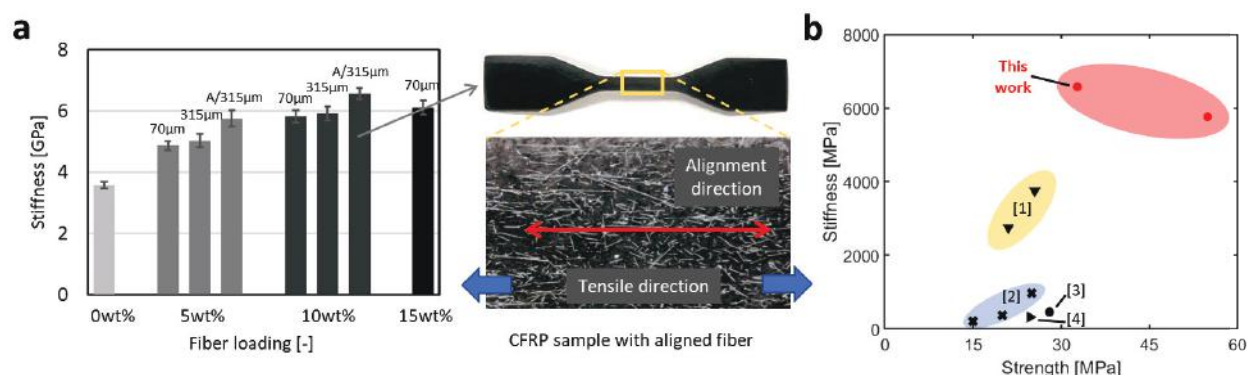 a
Stiffness [GPa]
8
6
4
2
0
70μm
315μm
A/315μm
70μm
315μm
A/315μm
70μm
0wt%
5wt%
10wt%
15wt%
Fiber loading [-]
Alignment
direction
Tensile direction
CFRP sample with aligned fiber
b
Stiffness [MPa]
8000
6000
4000
2000
0
This
work
[1]
[2]
[3]
[4]
0
15
30
45
60
Strength [MPa]